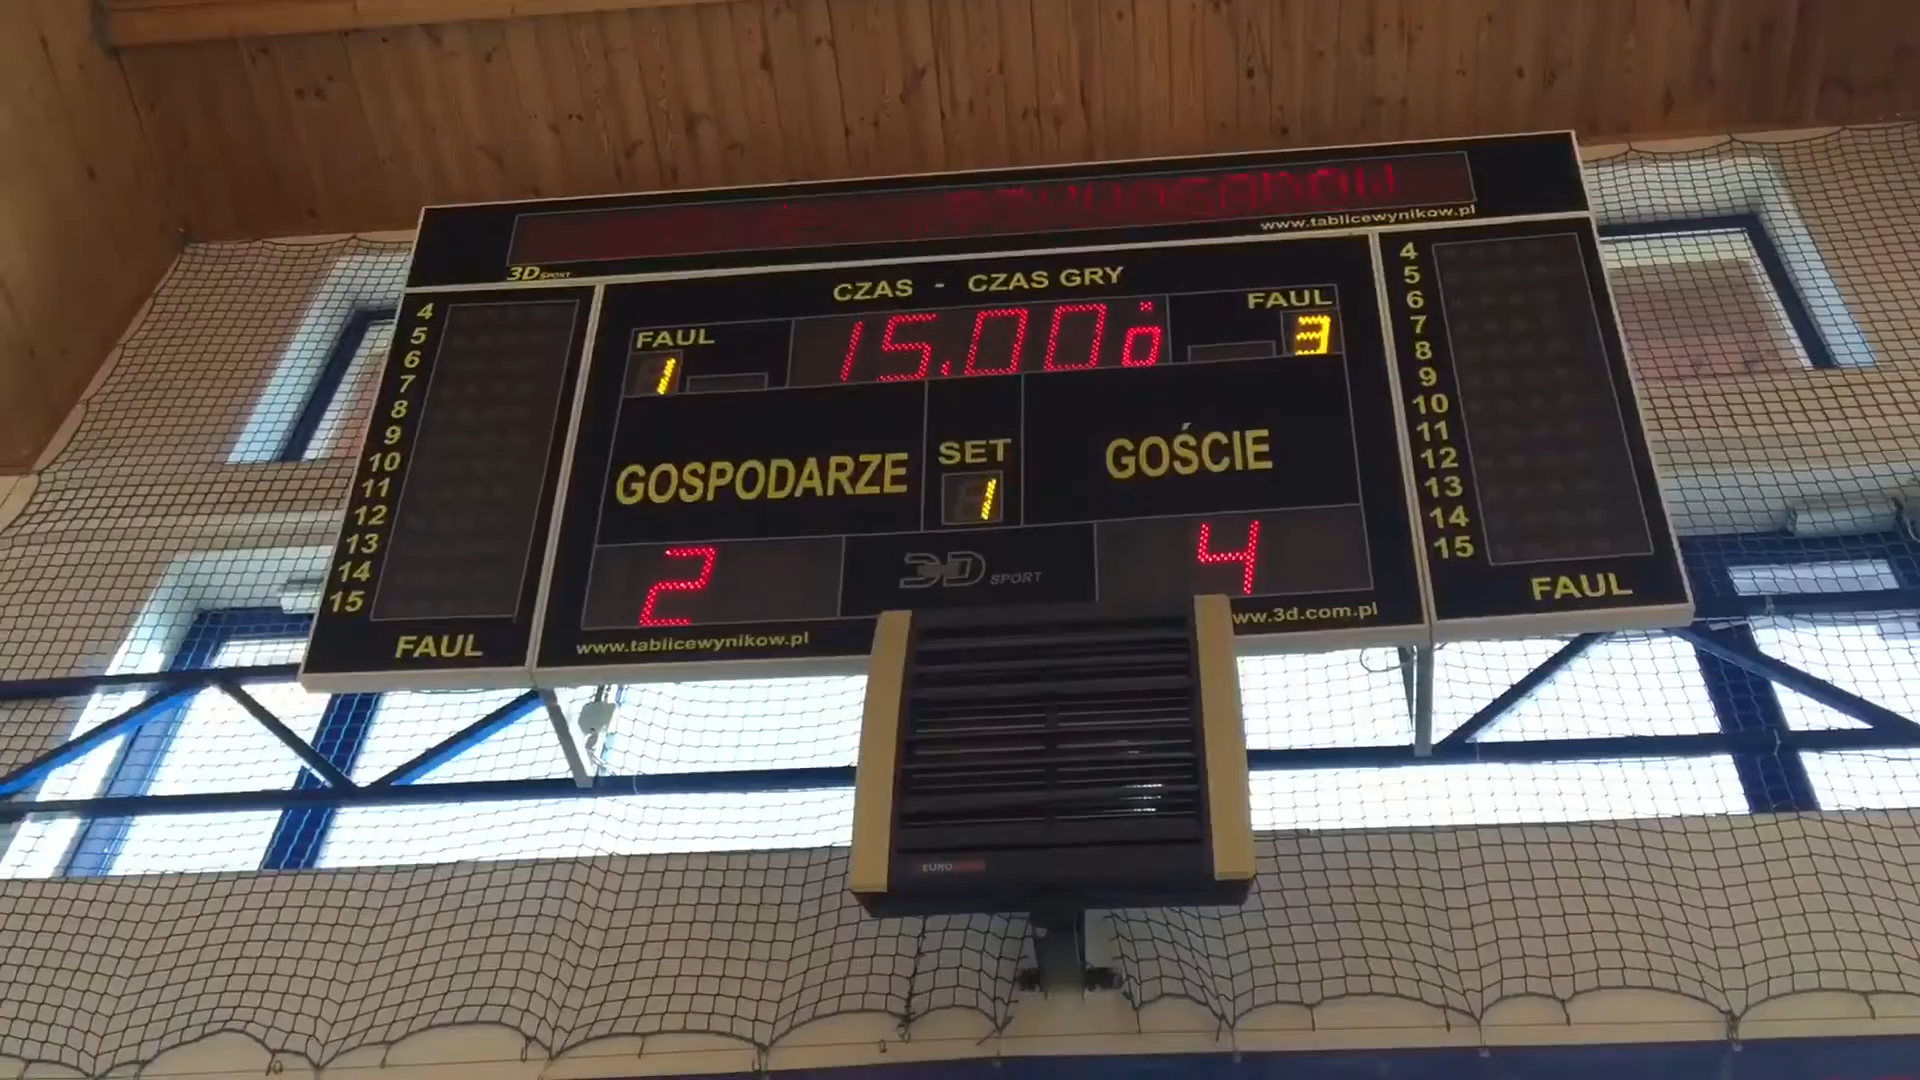 www.tablicewynikow.pl
3D SPORT
CZAS - CZAS GRY
FAUL
15.00
FAUL
1
3
GOSPODARZE
SET
1
GOŚCIE
2
3D SPORT
4
www.tablicewynikow.pl
ww.3d.com.pl
4
5
6
7
8
9
10
11
12
13
14
15
FAUL
4
5
6
7
8
9
10
11
12
13
14
15
FAUL